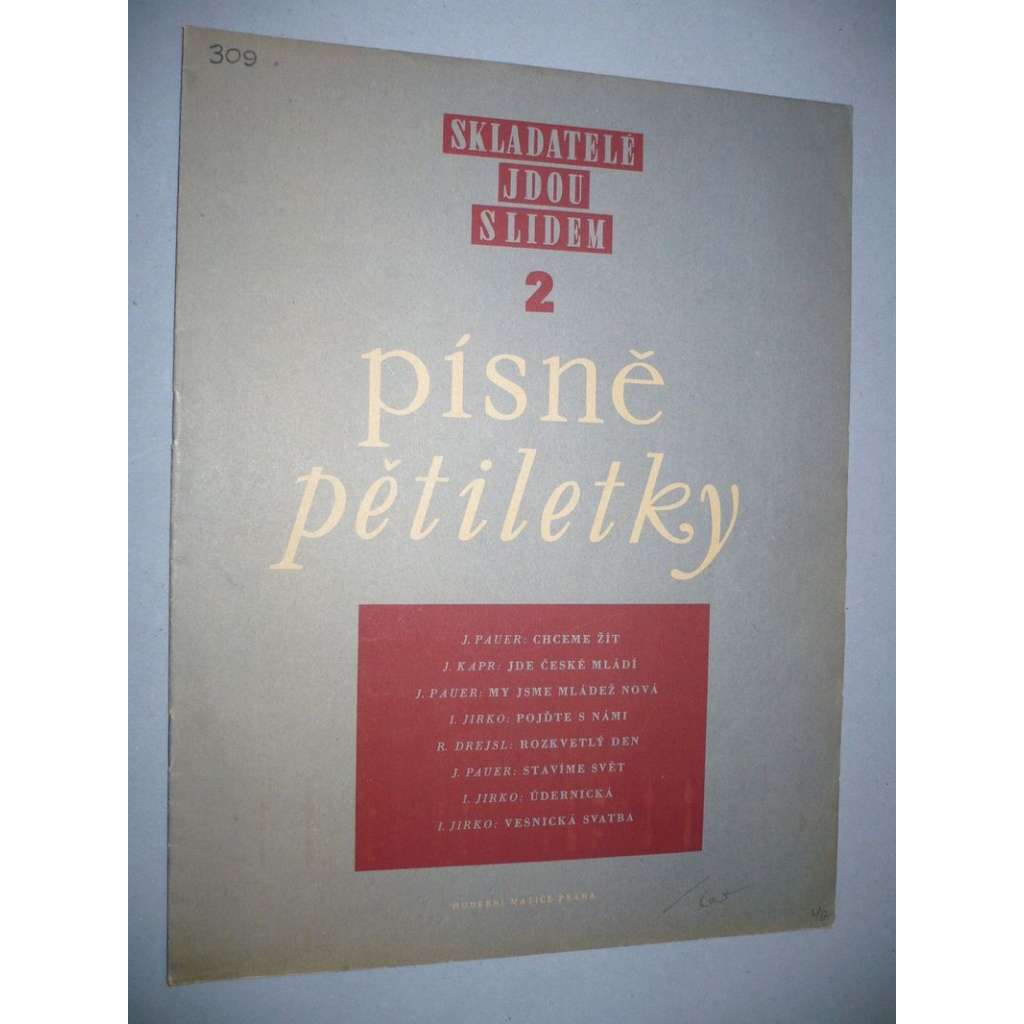 309
SKLADATELÉ
JDOU
S LIDEM
2
písně
pětiletky
J. PAUER: CHCEME ŽÍT
J. KAPR: JDE ČESKÉ MLÁDÍ
J. PAUER: MY JSME MLÁDEŽ NOVÁ
I. JIRKO: POJĎTE S NÁMI
R. DREJSL: ROZKVETLÝ DEN
J. PAUER: STAVÍME SVĚT
I. JIRKO: ÚDERNICKÁ
I. JIRKO: VESNICKÁ SVATBA
HUDEBNÍ MATICE PRAHA